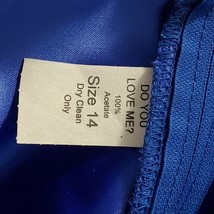 DO YOU
LOVE ME?
100%
Acetate
Size 14
Dry Clean
Only